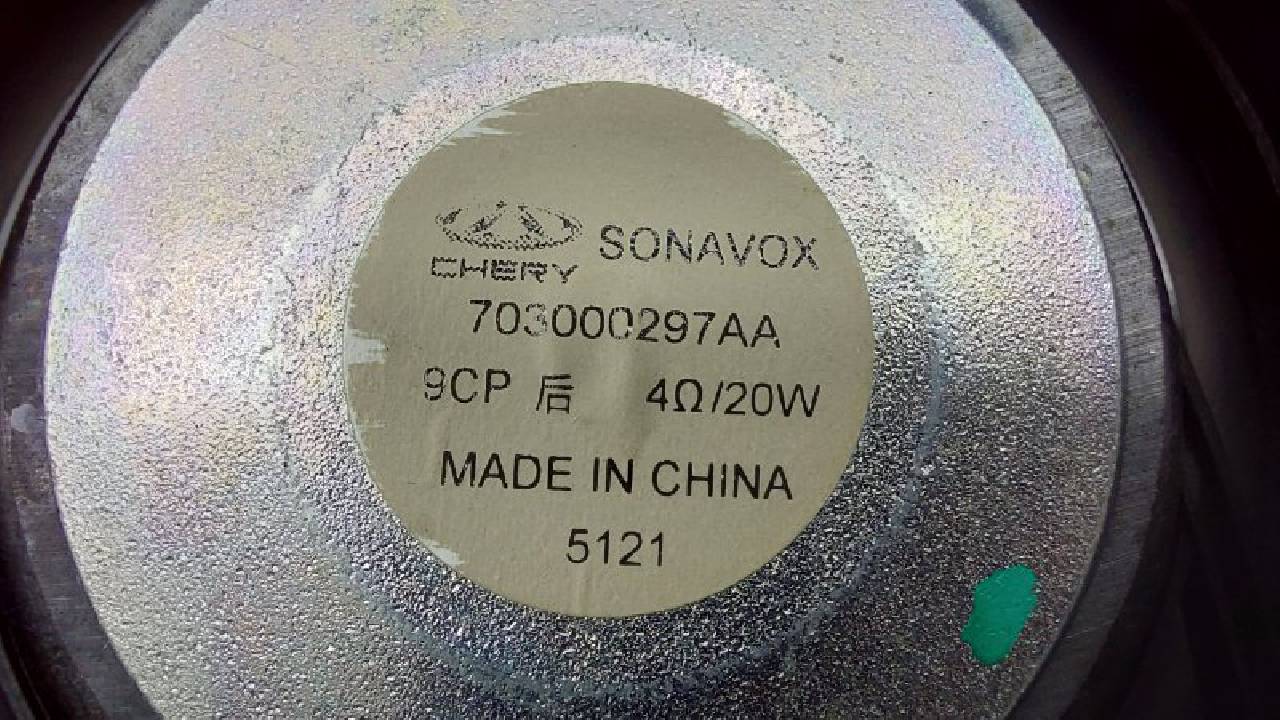 CHERY SONAVOX
703000297AA
9CP 后 4Ω/20W
MADE IN CHINA
5121